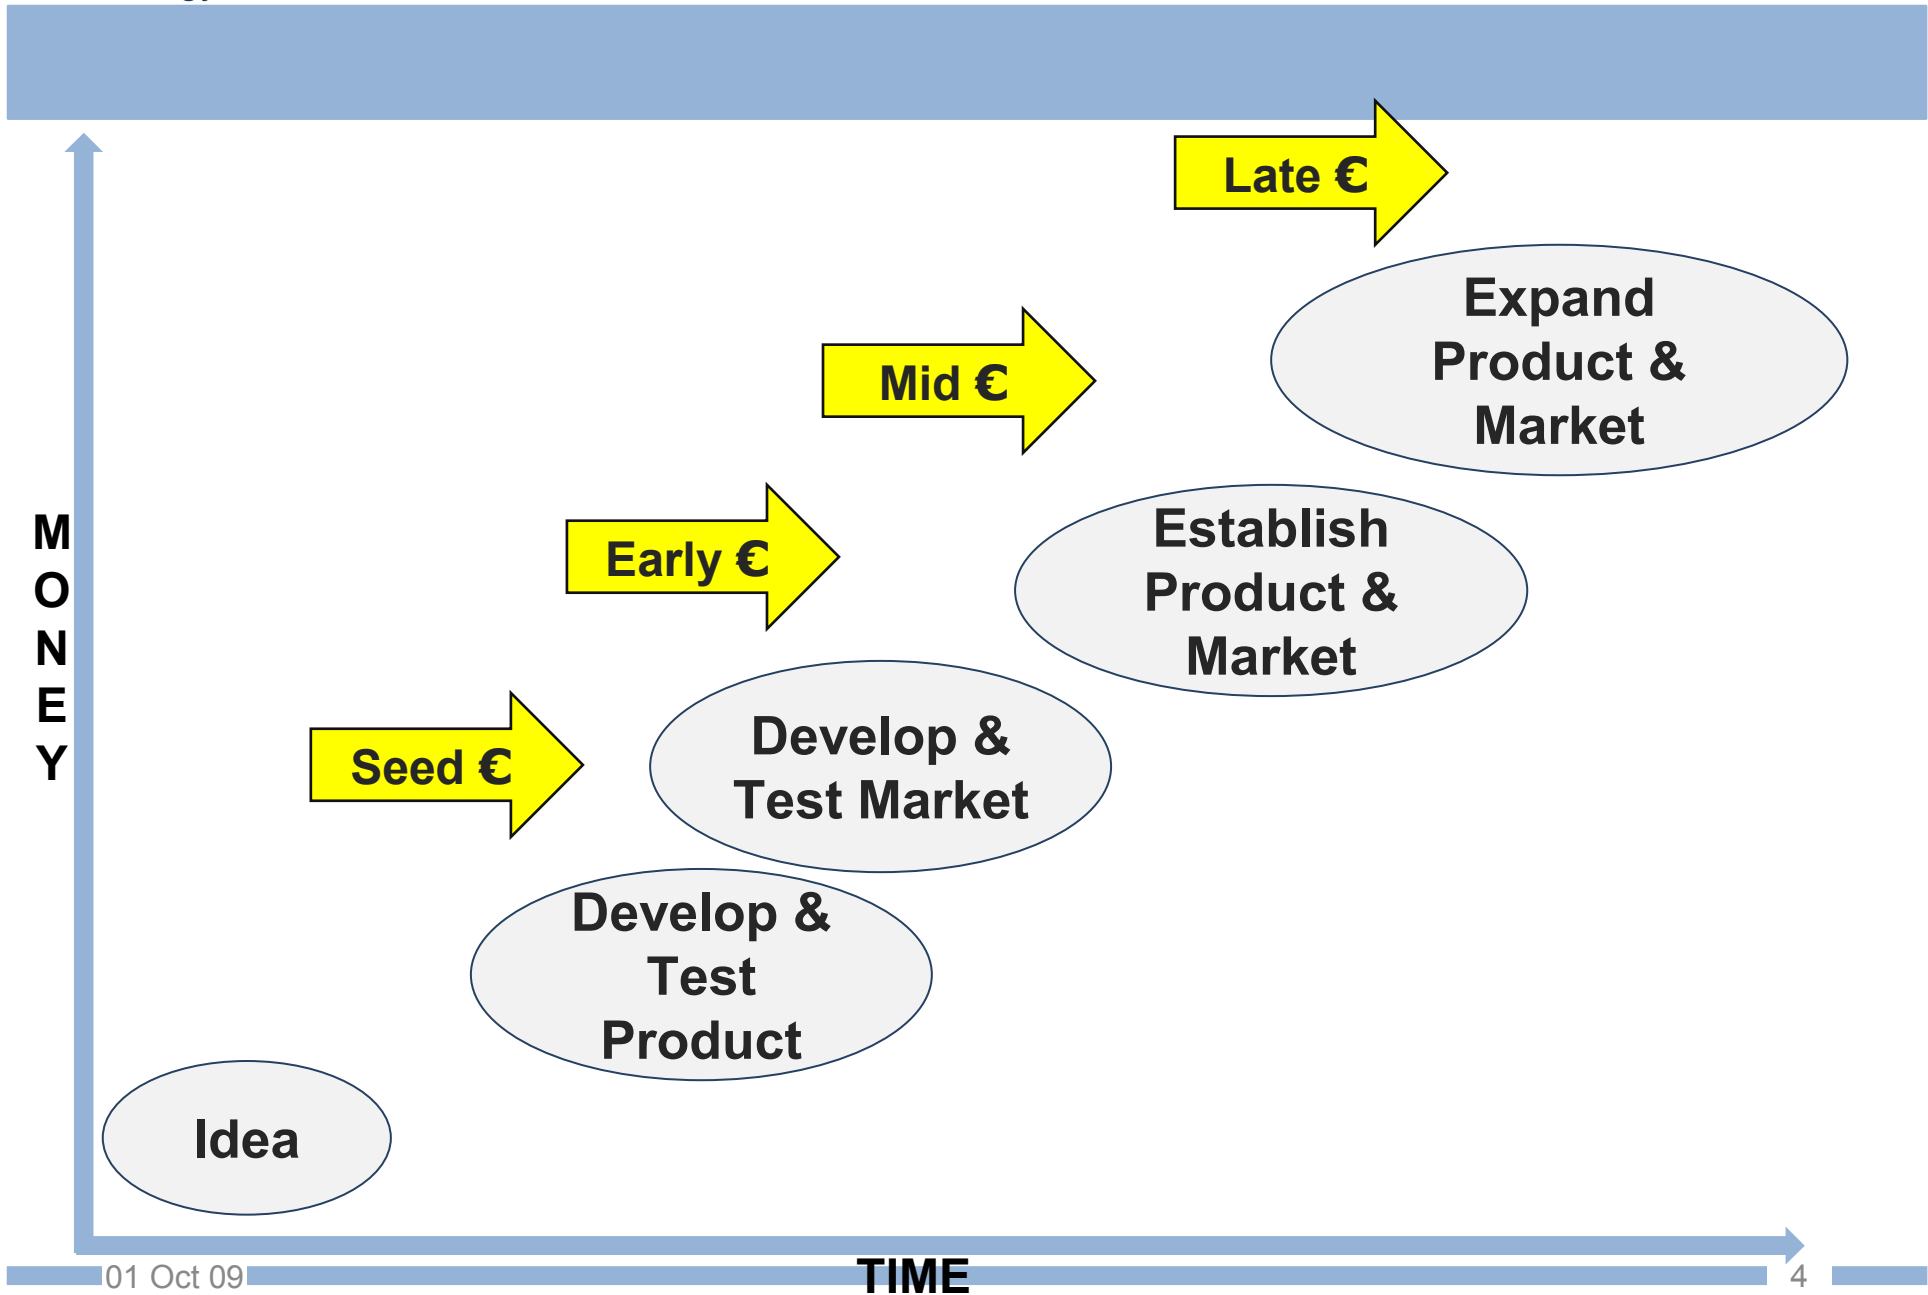 Late €
Expand
Product &
Market
Mid €
Establish
Product &
Market
Early €
Develop &
Test Market
Seed €
Develop &
Test
Product
Idea
M
O
N
E
Y
TIME
01 Oct 09
4